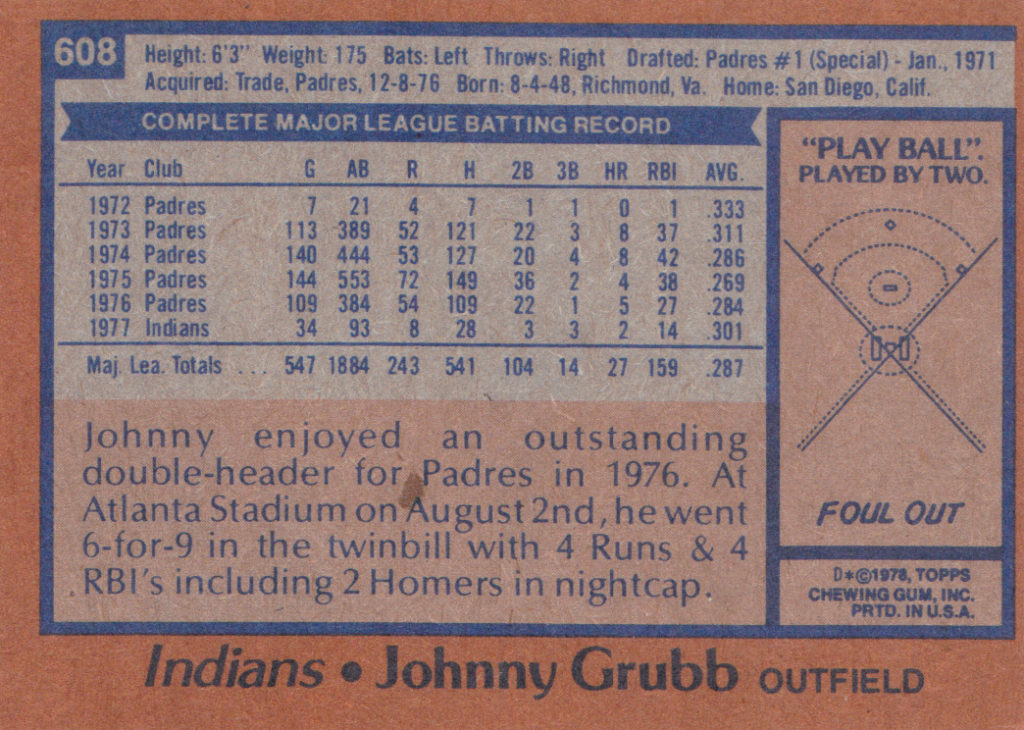 608
Height: 6'3" Weight: 175 Bats: Left Throws: Right Drafted: Padres #1 (Special) - Jan., 1971
Acquired: Trade, Padres, 12-8-76 Born: 8-4-48, Richmond, Va. Home: San Diego, Calif.
COMPLETE MAJOR LEAGUE BATTING RECORD
Year Club G AB R H 2B 3B HR RBI AVG.
1972 Padres 7 21 4 7 1 1 0 1 .333
1973 Padres 113 389 52 121 22 3 8 37 .311
1974 Padres 140 444 53 127 20 4 8 42 .286
1975 Padres 144 553 72 149 36 2 4 38 .269
1976 Padres 109 384 54 109 22 1 5 27 .284
1977 Indians 34 93 8 28 3 3 2 14 .301
Maj. Lea. Totals ... 547 1884 243 541 104 14 27 159 .287
Johnny enjoyed an outstanding
double-header for Padres in 1976. At
Atlanta Stadium on August 2nd, he went
6-for-9 in the twinbill with 4 Runs & 4
RBI's including 2 Homers in nightcap.
"PLAY BALL".
PLAYED BY TWO.
FOUL OUT
D*©1978, TOPPS
CHEWING GUM, INC.
PRTD. IN U.S.A.
Indians • Johnny Grubb OUTFIELD